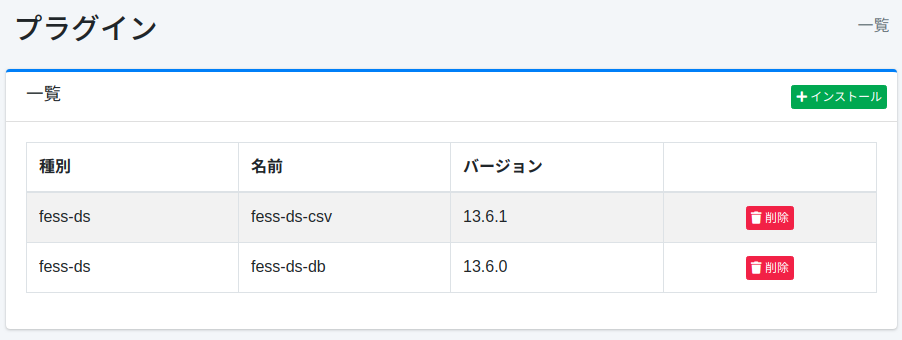 プラグイン
一覧
一覧
インストール
種別 名前 バージョン
fess-ds fess-ds-csv 13.6.1 削除
fess-ds fess-ds-db 13.6.0 削除